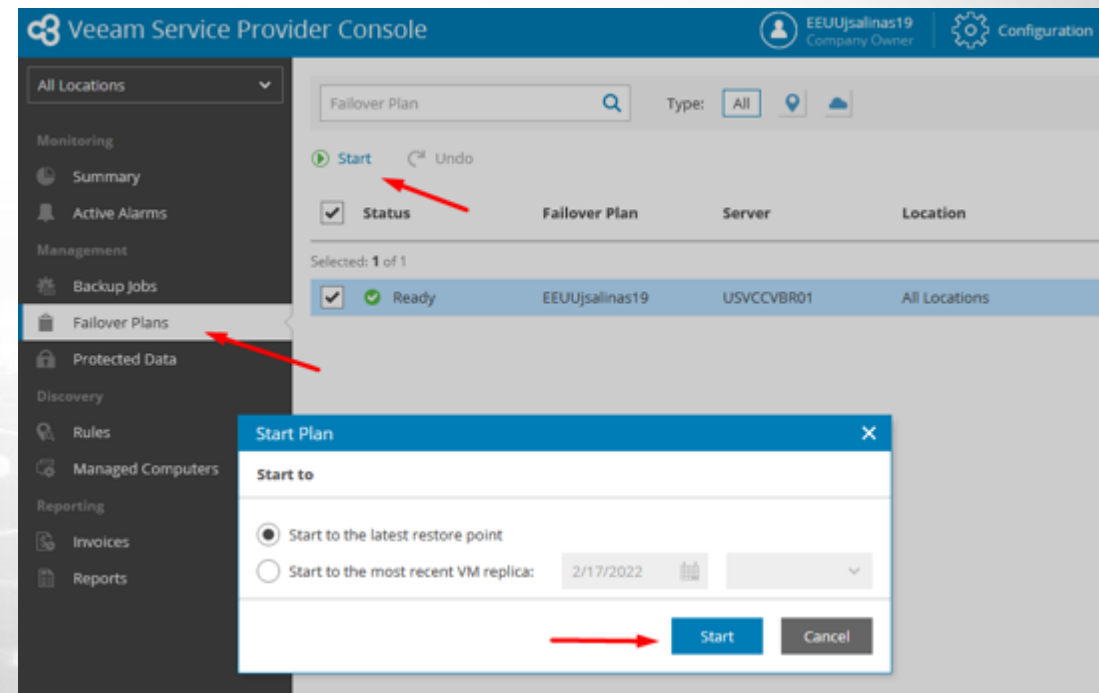 Veeam Service Provider Console
EEUUjsalinas19
Company Owner
Configuration
All Locations
Monitoring
Summary
Active Alarms
Management
Backup Jobs
Failover Plans
Protected Data
Discovery
Rules
Managed Computers
Reporting
Invoices
Reports
Failover Plan
Type: All
Start Undo
Status Failover Plan Server Location
Selected: 1 of 1
Ready EEUUjsalinas19 USVCCVBR01 All Locations
Start Plan
Start to
Start to the latest restore point
Start to the most recent VM replica: 2/17/2022
Start Cancel